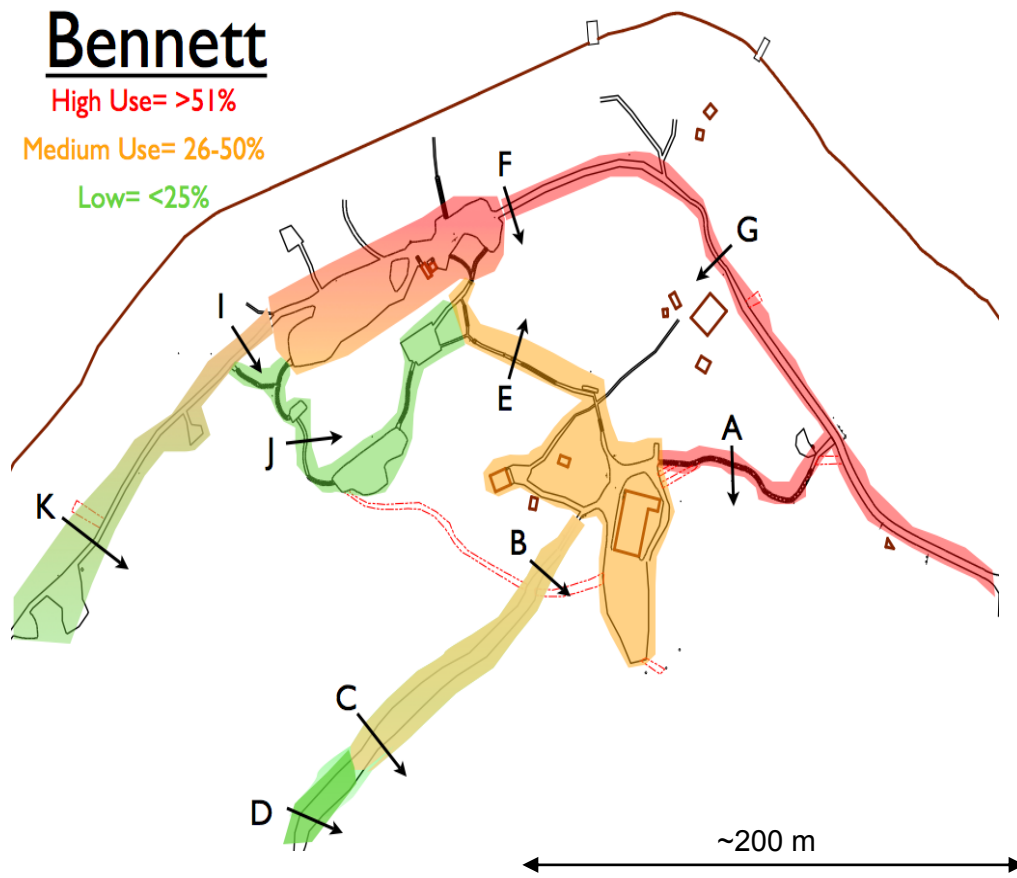 Bennett
High Use= >51%
Medium Use= 26-50%
Low= <25%
F
G
I
E
A
J
K
B
C
D
~200 m